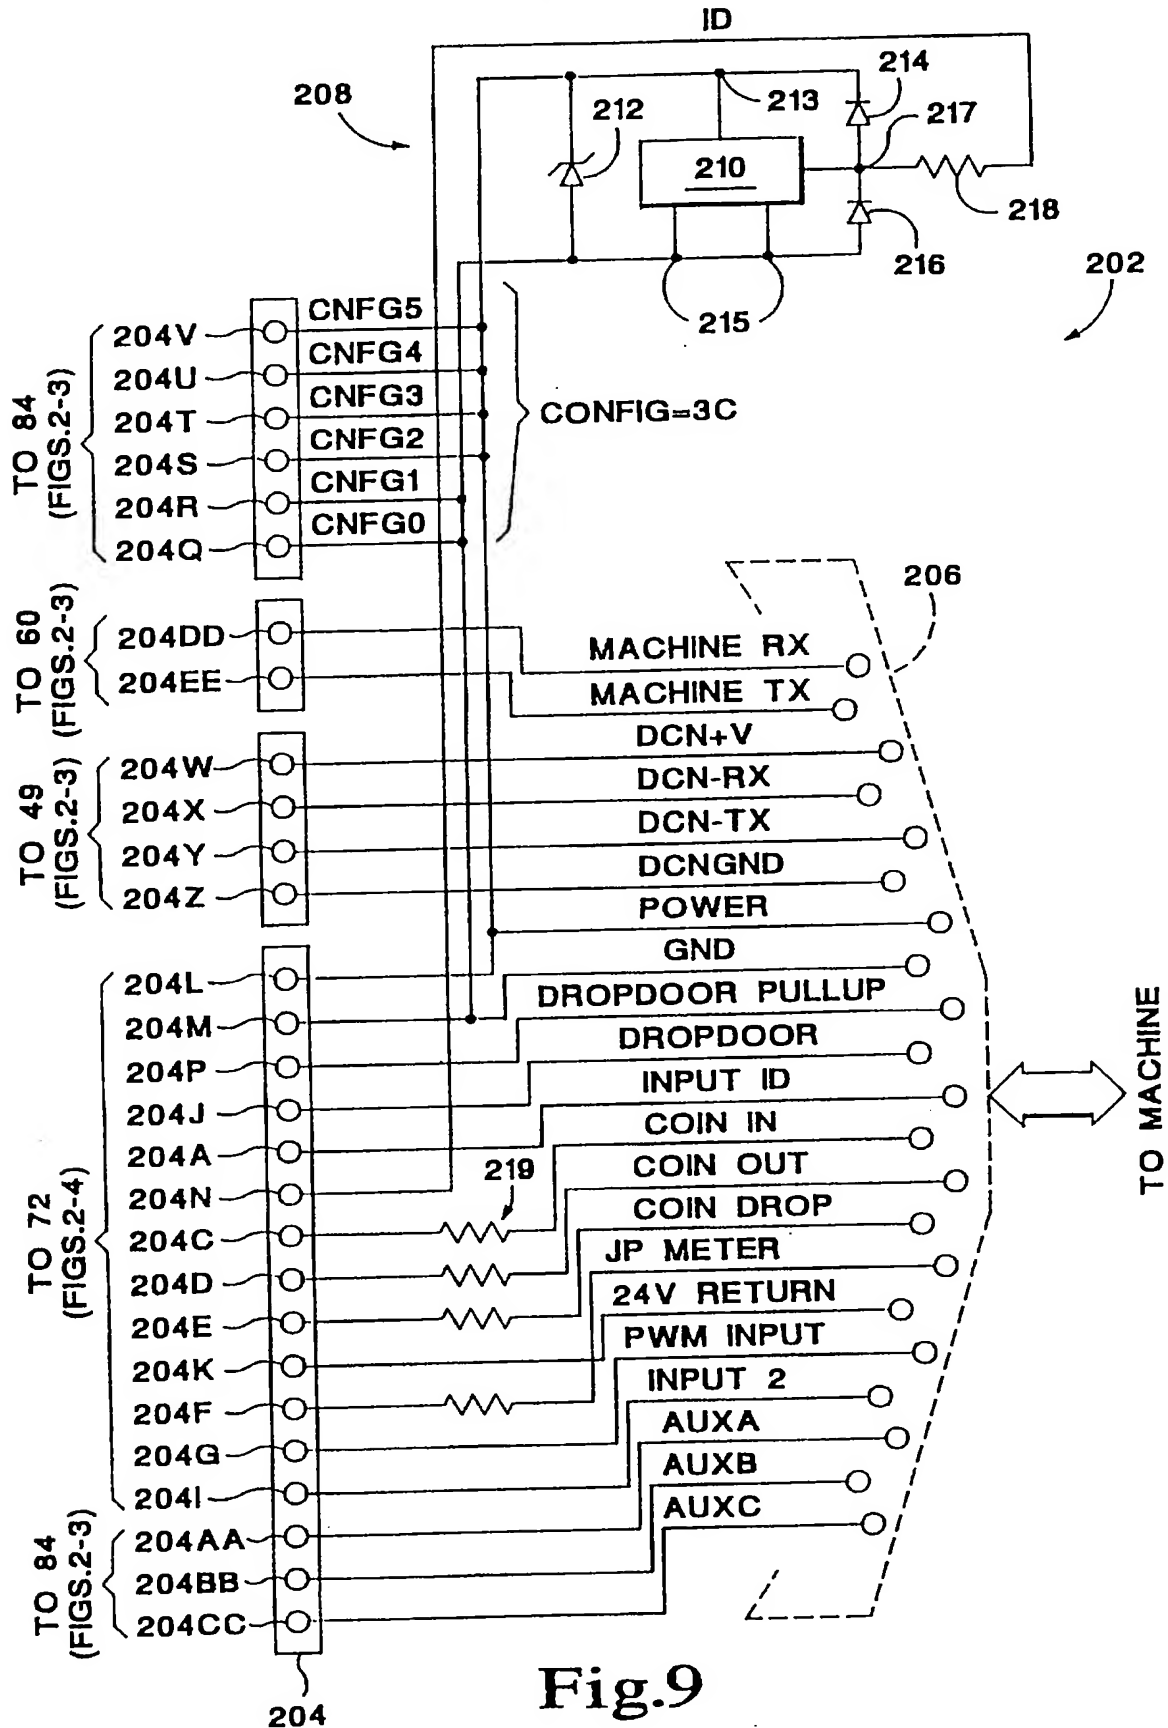 ID
208
212
213
214
217
210
218
216
202
215
TO 84
(FIGS.2-3)
204V
CNFG5
204U
CNFG4
204T
CNFG3
204S
CNFG2
204R
CNFG1
204Q
CNFG0
CONFIG=3C
206
TO 60
(FIGS.2-3)
204DD
MACHINE RX
204EE
MACHINE TX
TO 49
(FIGS.2-3)
204W
DCN+V
204X
DCN-RX
204Y
DCN-TX
204Z
DCNGND
POWER
TO 72
(FIGS.2-4)
204L
GND
204M
DROPDOOR PULLUP
204P
DROPDOOR
204J
INPUT ID
204A
COIN IN
204N
219
COIN OUT
204C
COIN DROP
204D
JP METER
204E
24V RETURN
204K
PWM INPUT
204F
INPUT 2
204G
AUXA
204I
AUXB
TO 84
(FIGS.2-3)
204AA
AUXC
204BB
204CC
TO MACHINE
204
Fig.9